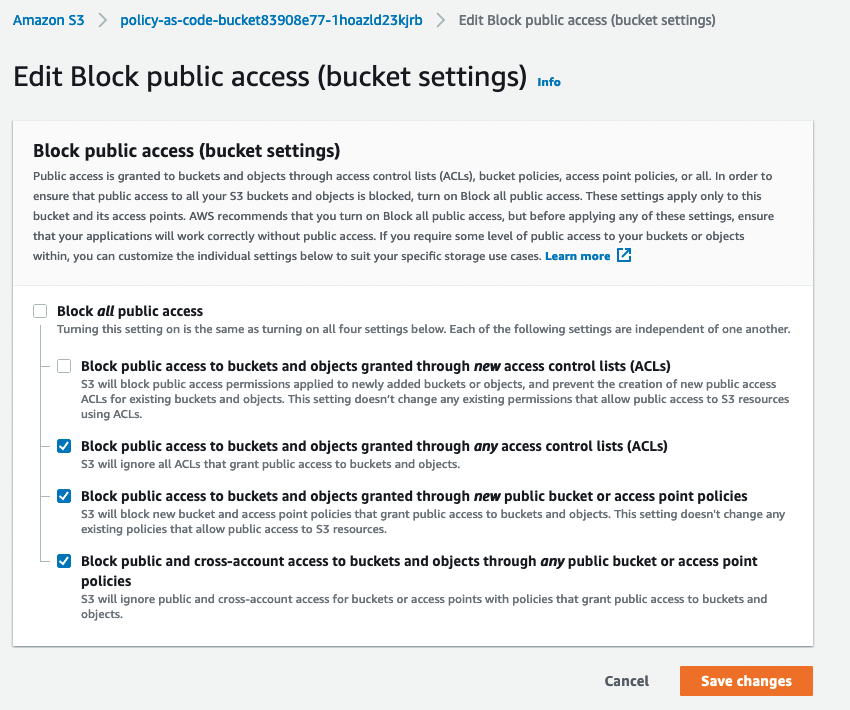 Amazon S3 > policy-as-code-bucket83908e77-1hoazld23kjrb > Edit Block public access (bucket settings)
Edit Block public access (bucket settings) Info
Block public access (bucket settings)
Public access is granted to buckets and objects through access control lists (ACLs), bucket policies, access point policies, or all. In order to
ensure that public access to all your S3 buckets and objects is blocked, turn on Block all public access. These settings apply only to this
bucket and its access points. AWS recommends that you turn on Block all public access, but before applying any of these settings, ensure
that your applications will work correctly without public access. If you require some level of public access to your buckets or objects
within, you can customize the individual settings below to suit your specific storage use cases. Learn more
Block all public access
Turning this setting on is the same as turning on all four settings below. Each of the following settings are independent of one another.
Block public access to buckets and objects granted through new access control lists (ACLs)
S3 will block public access permissions applied to newly added buckets or objects, and prevent the creation of new public access
ACLs for existing buckets and objects. This setting doesn't change any existing permissions that allow public access to S3 resources
using ACLs.
Block public access to buckets and objects granted through any access control lists (ACLs)
S3 will ignore all ACLs that grant public access to buckets and objects.
Block public access to buckets and objects granted through new public bucket or access point policies
S3 will block new bucket and access point policies that grant public access to buckets and objects. This setting doesn't change any
existing policies that allow public access to S3 resources.
Block public and cross-account access to buckets and objects through any public bucket or access point
policies
S3 will ignore public and cross-account access for buckets or access points with policies that grant public access to buckets and
objects.
Cancel Save changes